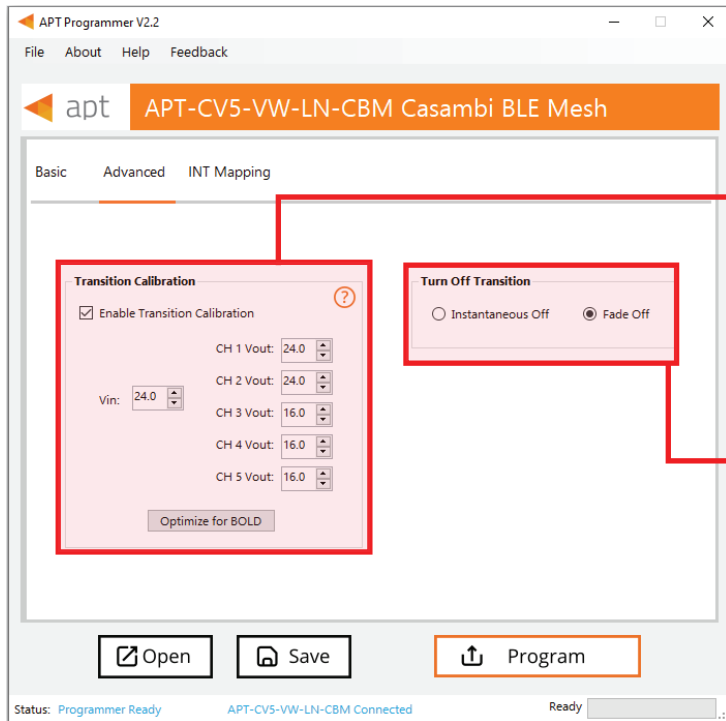 APT Programmer V2.2
File About Help Feedback
apt APT-CV5-VW-LN-CBM Casambi BLE Mesh
Basic Advanced INT Mapping
Transition Calibration
?
Enable Transition Calibration
Vin: 24.0
CH 1 Vout: 24.0
CH 2 Vout: 24.0
CH 3 Vout: 16.0
CH 4 Vout: 16.0
CH 5 Vout: 16.0
Optimize for BOLD
Turn Off Transition
Instantaneous Off Fade Off
Open Save Program
Status: Programmer Ready APT-CV5-VW-LN-CBM Connected Ready